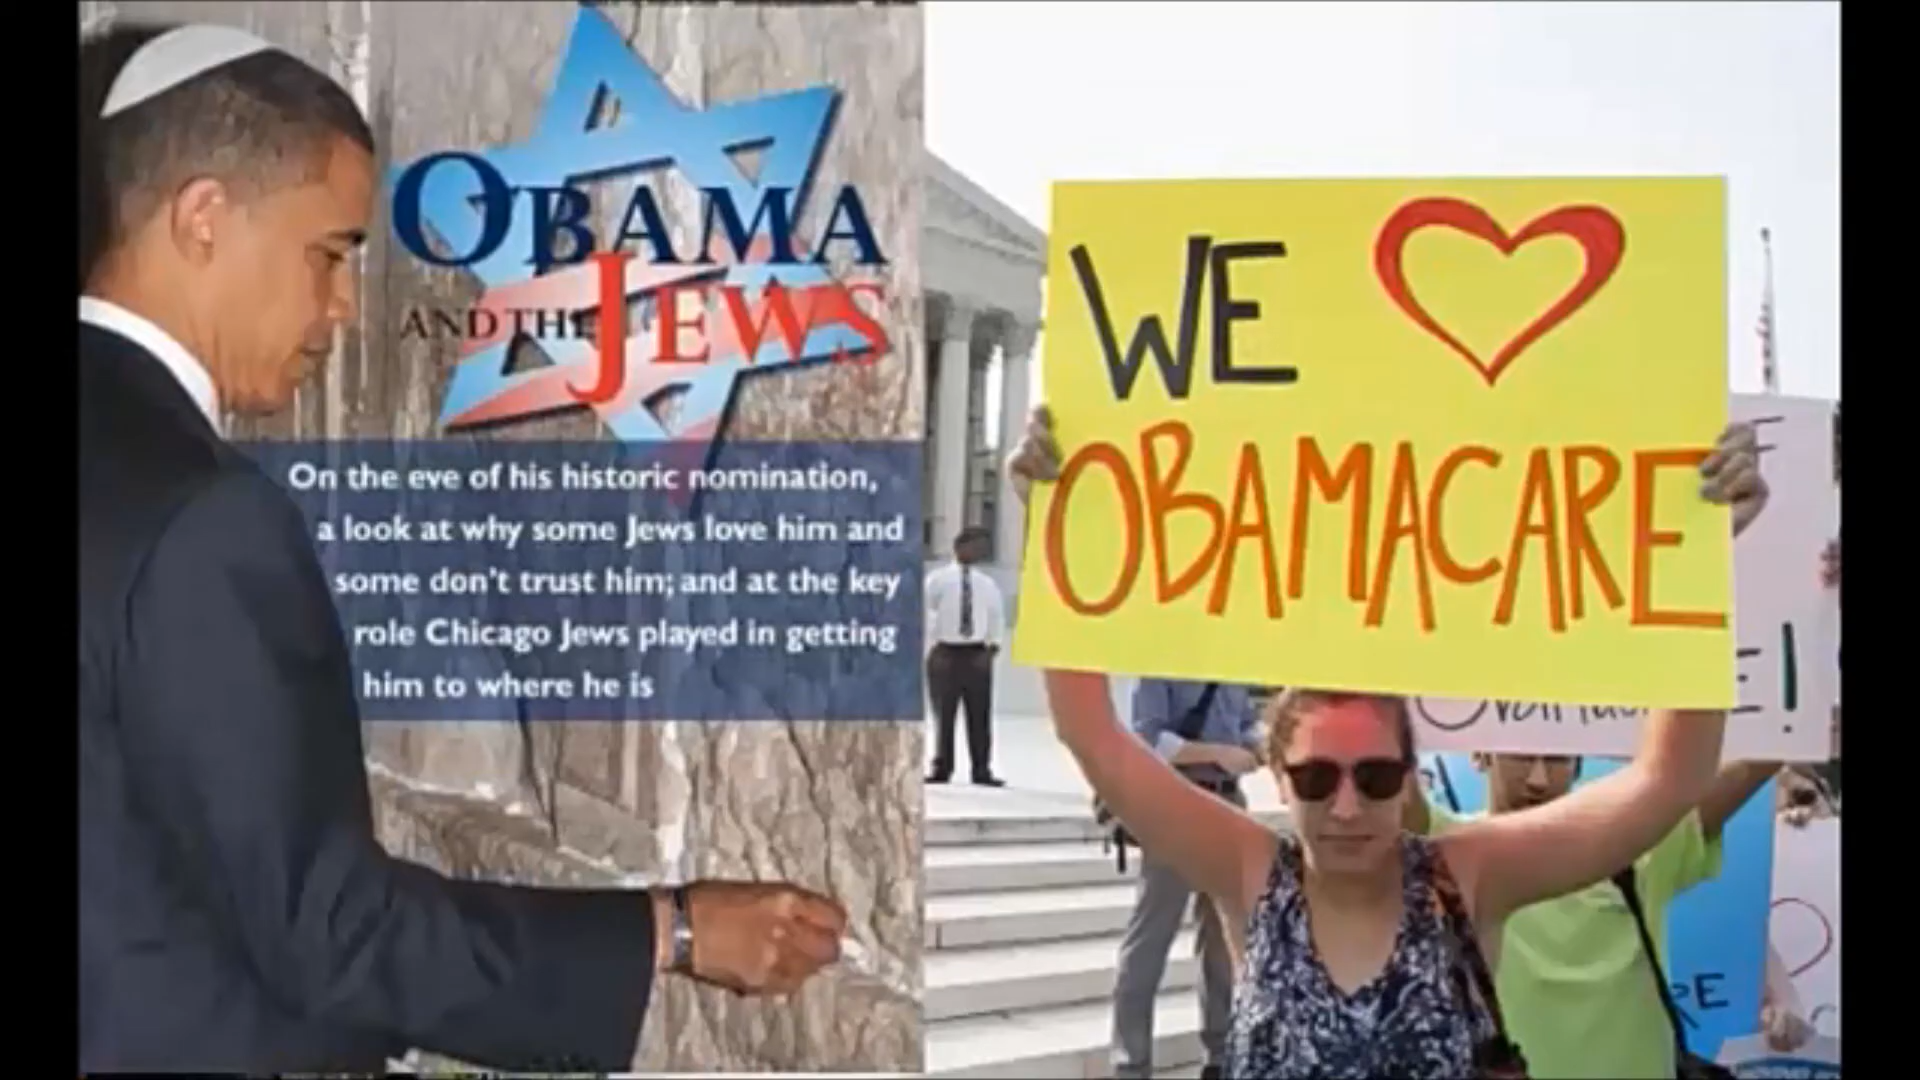 OBAMA
AND THE JEWS
On the eve of his historic nomination,
a look at why some Jews love him and
some don't trust him; and at the key
role Chicago Jews played in getting
him to where he is
WE
OBAMACARE
E!
RE